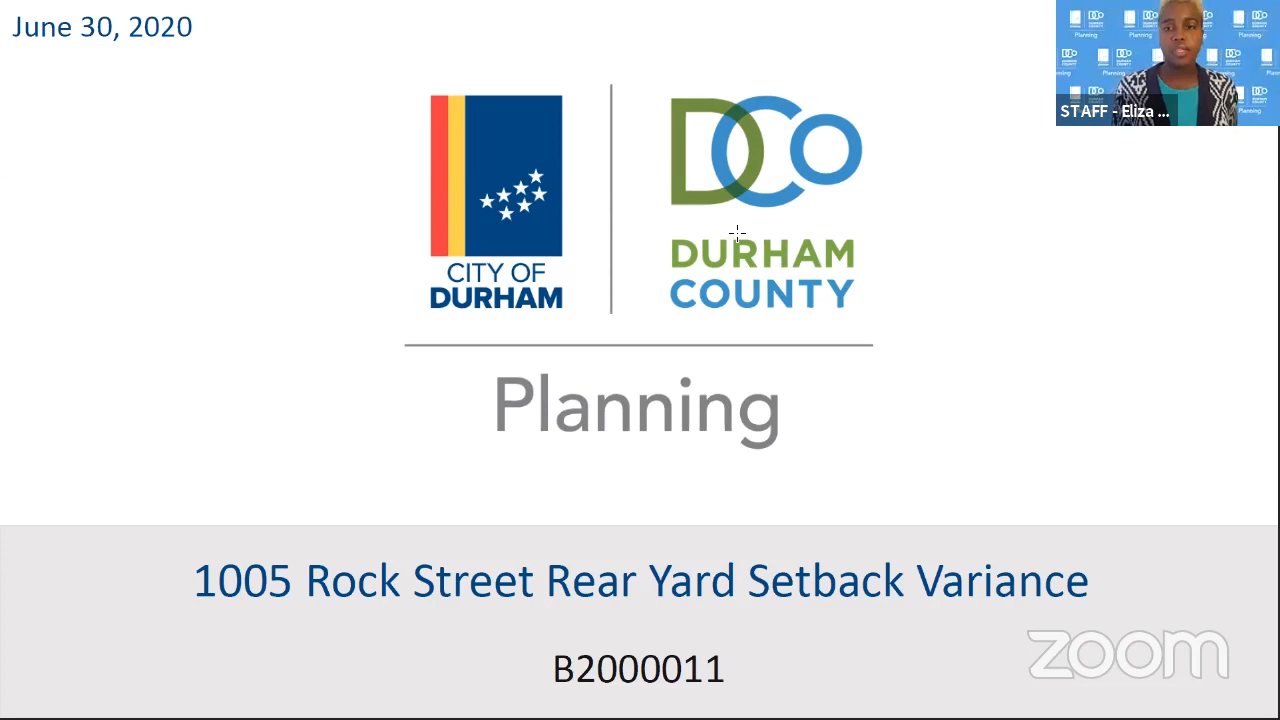 June 30, 2020
STAFF - Eliza ...
CITY OF
DURHAM
DCo
DURHAM
COUNTY
Planning
1005 Rock Street Rear Yard Setback Variance
B2000011
zoom